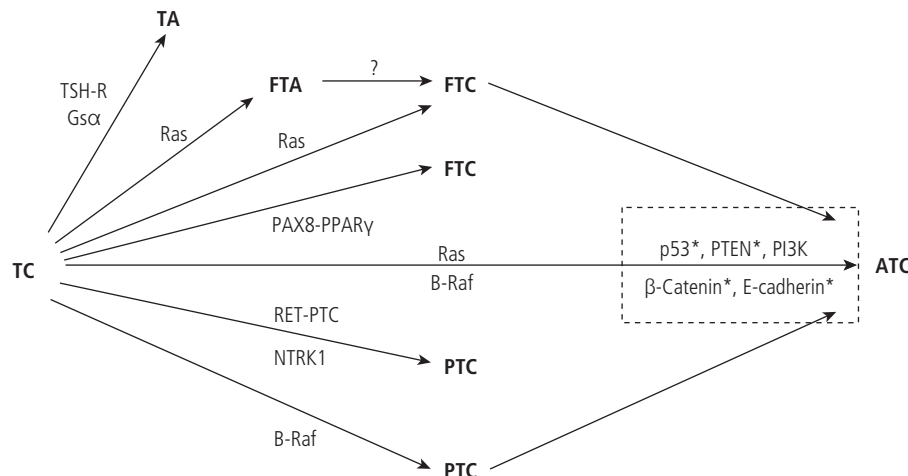 TA
?
FTA
FTC
TSH-R
Gsα
Ras
Ras
FTC
PAX8-PPARγ
Ras
p53*, PTEN*, PI3K
TC
ATC
B-Raf
β-Catenin*, E-cadherin*
RET-PTC
NTRK1
PTC
B-Raf
PTC